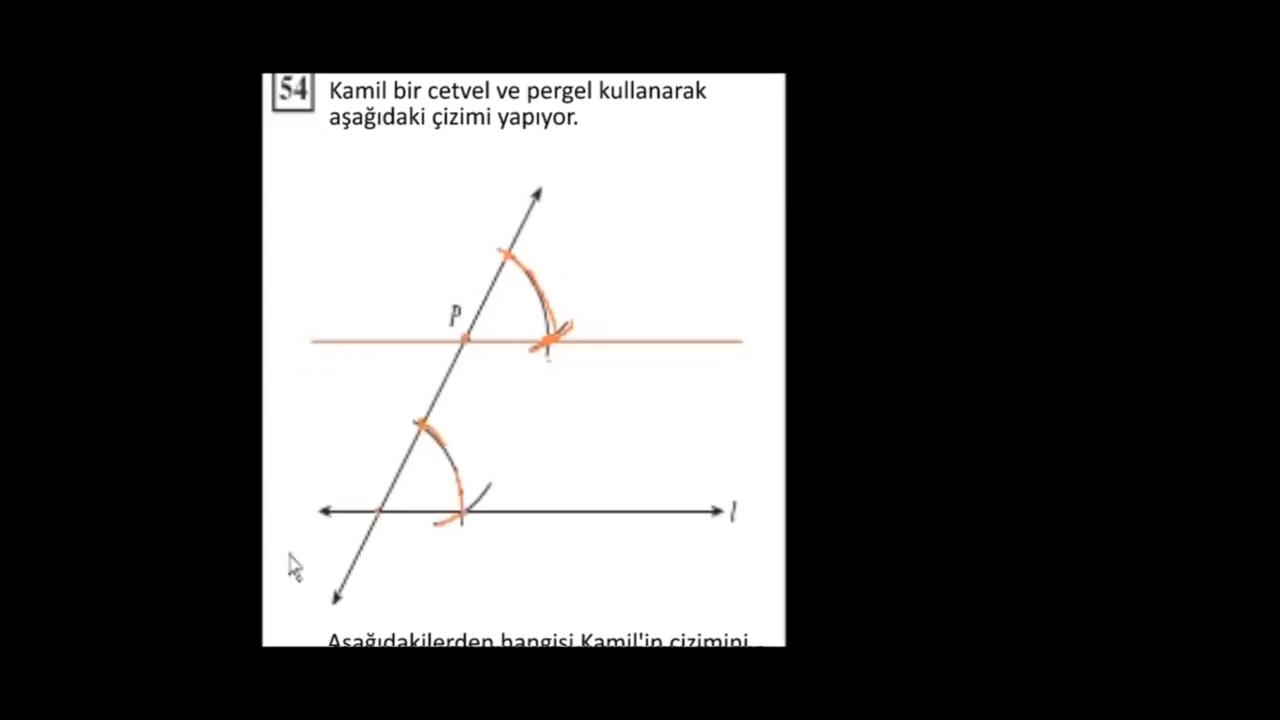 54 Kamil bir cetvel ve pergel kullanarak
aşağıdaki çizimi yapıyor.
P
l
Aşağıdakilerden hangisi Kamil'in çizimini